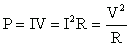 P = IV = I²R = V²/R